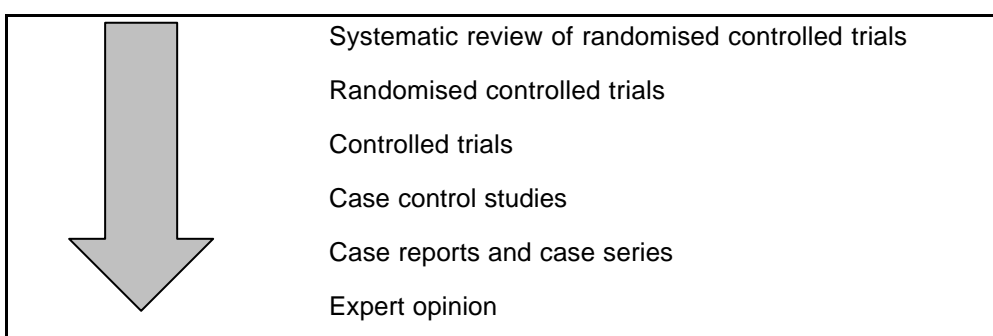 Systematic review of randomised controlled trials
Randomised controlled trials
Controlled trials
Case control studies
Case reports and case series
Expert opinion